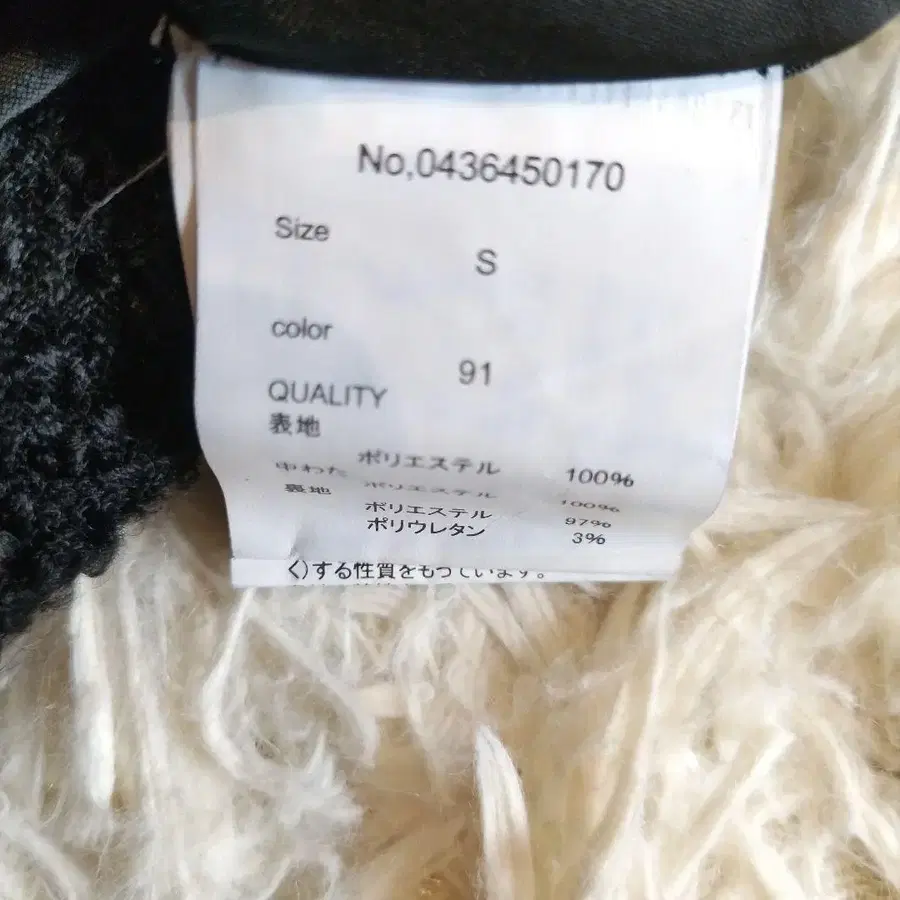 No,0436450170
Size
S
color
91
QUALITY
表地
ポリエステル 100%
中わた ポリエステル 100%
裏地
ポリエステル 97%
ポリウレタン 3%
する性質をもっています。